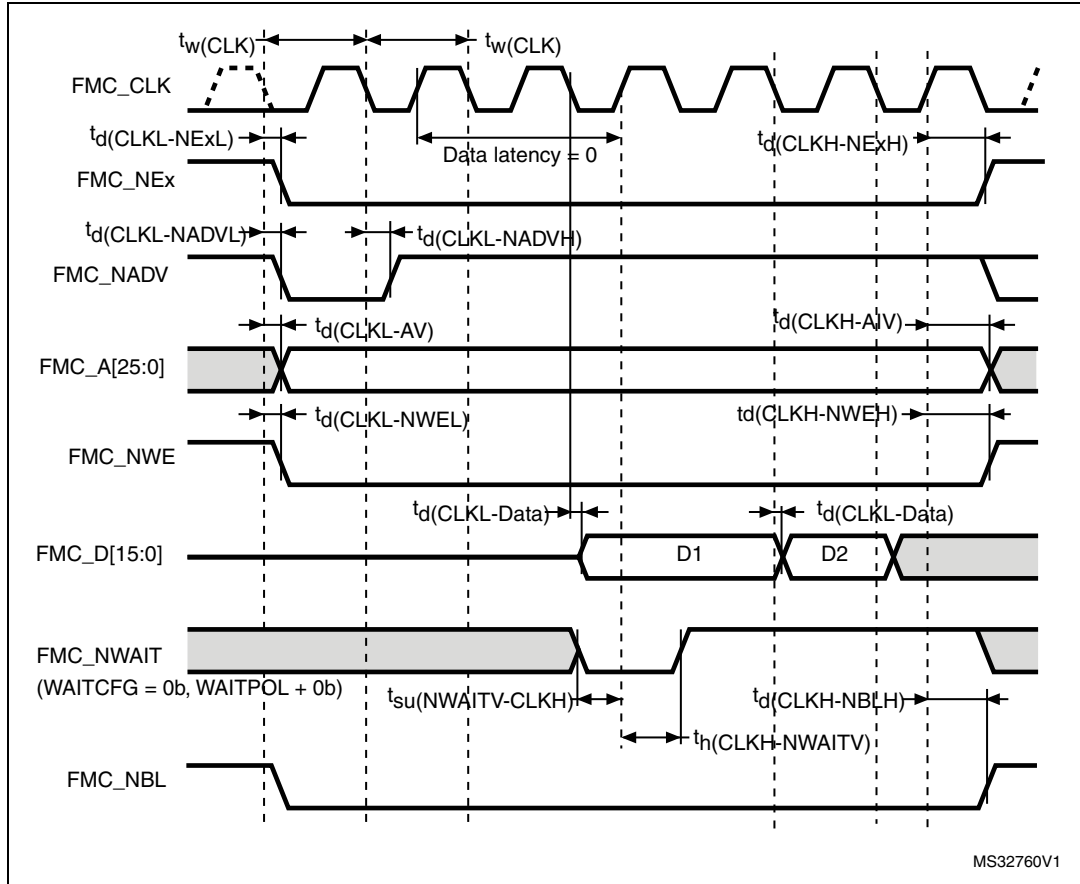 tw(CLK) tw(CLK)
FMC_CLK
td(CLKL-NExL) Data latency = 0 td(CLKH-NExH)
FMC_NEx
td(CLKL-NADVL) td(CLKL-NADVH)
FMC_NADV
td(CLKL-AV) td(CLKH-AIV)
FMC_A[25:0]
td(CLKL-NWEL) td(CLKH-NWEH)
FMC_NWE
td(CLKL-Data) td(CLKL-Data)
FMC_D[15:0] D1 D2
FMC_NWAIT
(WAITCFG = 0b, WAITPOL + 0b)
tsu(NWAITV-CLKH) td(CLKH-NBLH)
th(CLKH-NWAITV)
FMC_NBL
MS32760V1